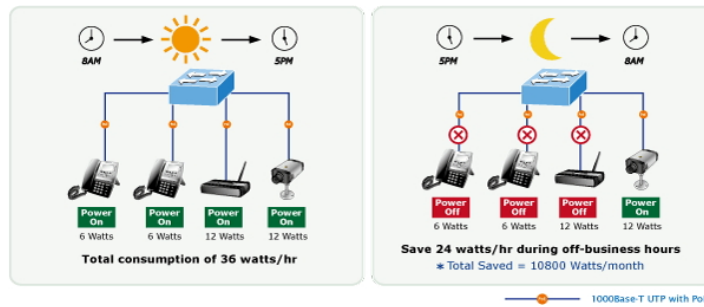 8AM
5PM
Power On
Power On
Power On
Power On
6 Watts
6 Watts
12 Watts
12 Watts
Total consumption of 36 watts/hr
5PM
8AM
Power Off
Power Off
Power Off
Power On
6 Watts
6 Watts
12 Watts
12 Watts
Save 24 watts/hr during off-business hours
* Total Saved = 10800 Watts/month
1000Base-T UTP with